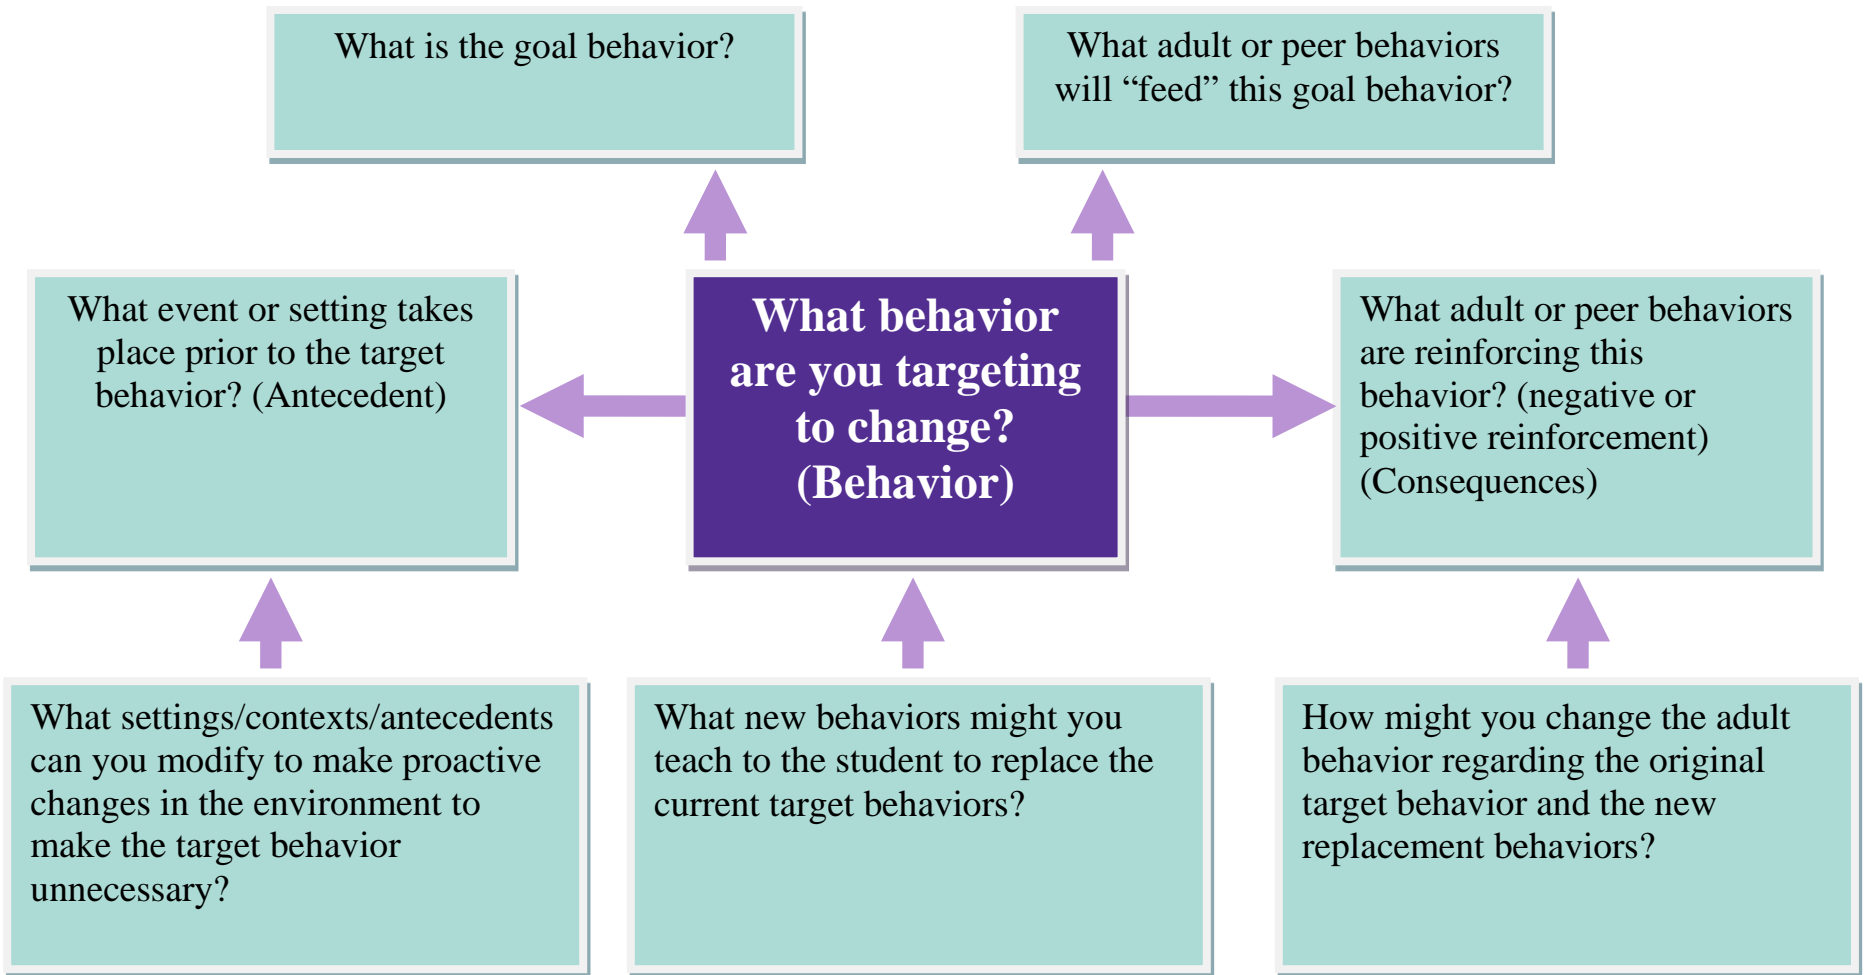 What is the goal behavior?
What adult or peer behaviors
will “feed” this goal behavior?
What event or setting takes
place prior to the target
behavior? (Antecedent)
What behavior
are you targeting
to change?
(Behavior)
What adult or peer behaviors
are reinforcing this
behavior? (negative or
positive reinforcement)
(Consequences)
What settings/contexts/antecedents
can you modify to make proactive
changes in the environment to
make the target behavior
unnecessary?
What new behaviors might you
teach to the student to replace the
current target behaviors?
How might you change the adult
behavior regarding the original
target behavior and the new
replacement behaviors?